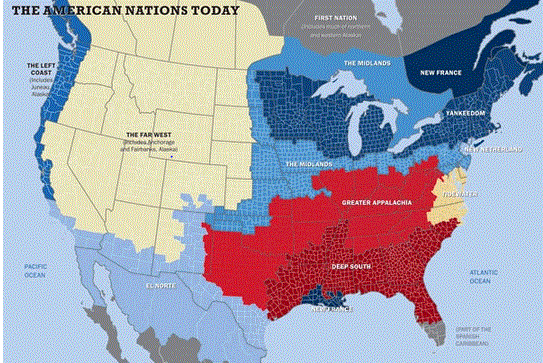 THE AMERICAN NATIONS TODAY
FIRST NATION
(Includes much of northern
and western Alaska)
THE LEFT
COAST
(Includes
Juneau,
Alaska)
THE MIDLANDS
NEW FRANCE
YANKEEDOM
THE FAR WEST
(Includes Anchorage
and Fairbanks, Alaska)
NEW NETHERLAND
THE MIDLANDS
TIDEWATER
GREATER APPALACHIA
PACIFIC
OCEAN
DEEP SOUTH
ATLANTIC
OCEAN
EL NORTE
NEW FRANCE
(PART OF THE
SPANISH
CARIBBEAN)